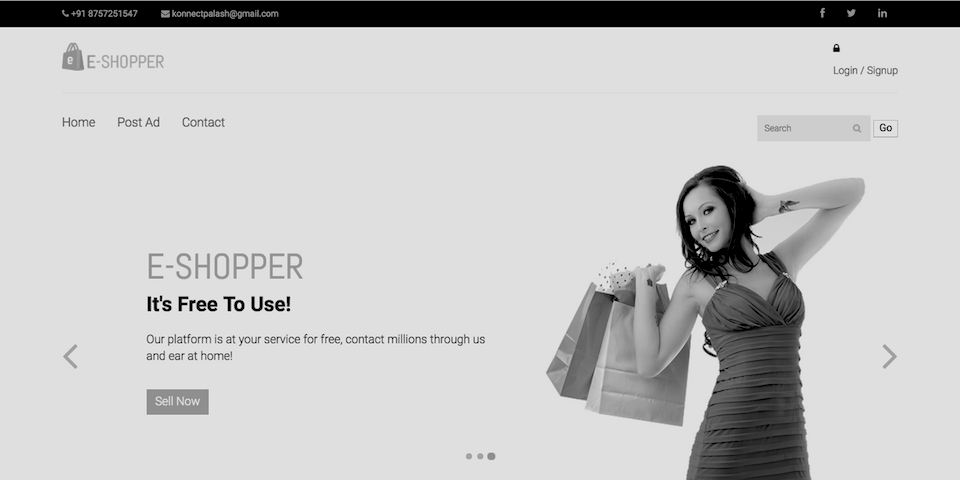 +91 8757251547
konnectpalash@gmail.com
e E-SHOPPER
Login / Signup
Home
Post Ad
Contact
Search
Go
E-SHOPPER
It's Free To Use!
Our platform is at your service for free, contact millions through us
and ear at home!
Sell Now